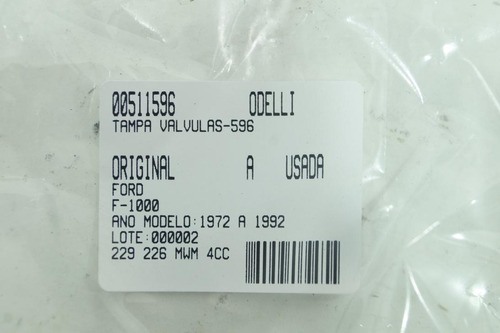 00511596 ODELLI
TAMPA VALVULAS-596
ORIGINAL A USADA
FORD
F-1000
ANO MODELO:1972 A 1992
LOTE:000002
229 226 MWM 4CC